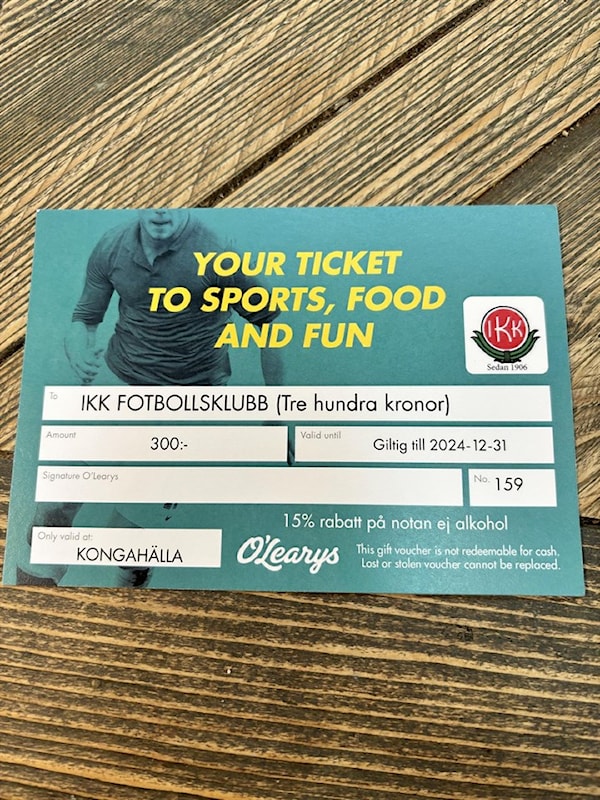 YOUR TICKET
TO SPORTS, FOOD
AND FUN
IKK
Sedan 1906
To IKK FOTBOLLSKLUBB (Tre hundra kronor)
Amount 300:-
Valid until Giltig till 2024-12-31
Signature O'Learys
No. 159
15% rabatt på notan ej alkohol
Only valid at:
KONGAHÄLLA
O'Learys
This gift voucher is not redeemable for cash.
Lost or stolen voucher cannot be replaced.